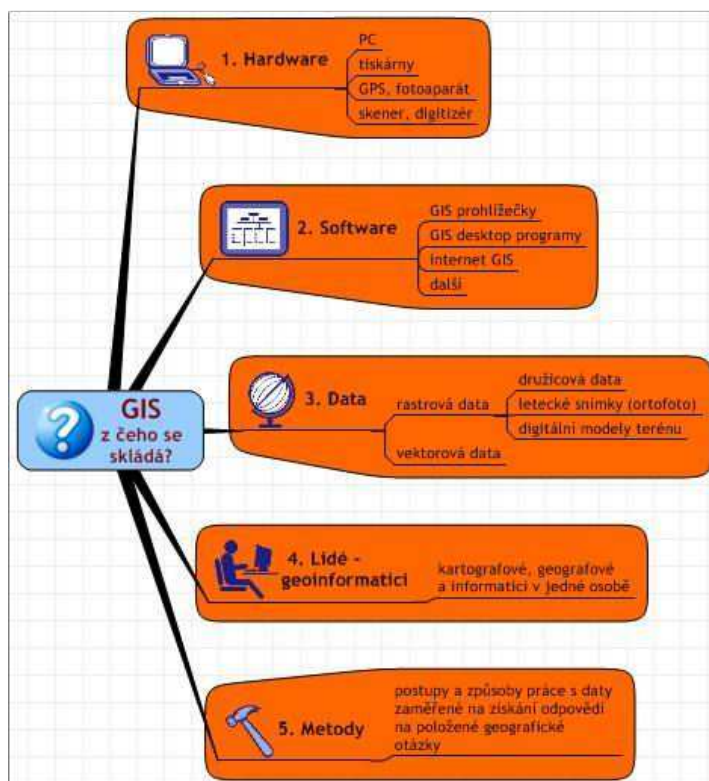 1. Hardware
PC
tiskárny
GPS, fotoaparát
skener, digitizér
2. Software
GIS prohlížečky
GIS desktop programy
internet GIS
další
GIS
z čeho se
skládá?
3. Data
rastrová data
družicová data
letecké snímky (ortofoto)
digitální modely terénu
vektorová data
4. Lidé -
geoinformatici
kartografové, geografové
a informatici v jedné osobě
5. Metody
postupy a způsoby práce s daty
zaměřené na získání odpovědí
na položené geografické
otázky